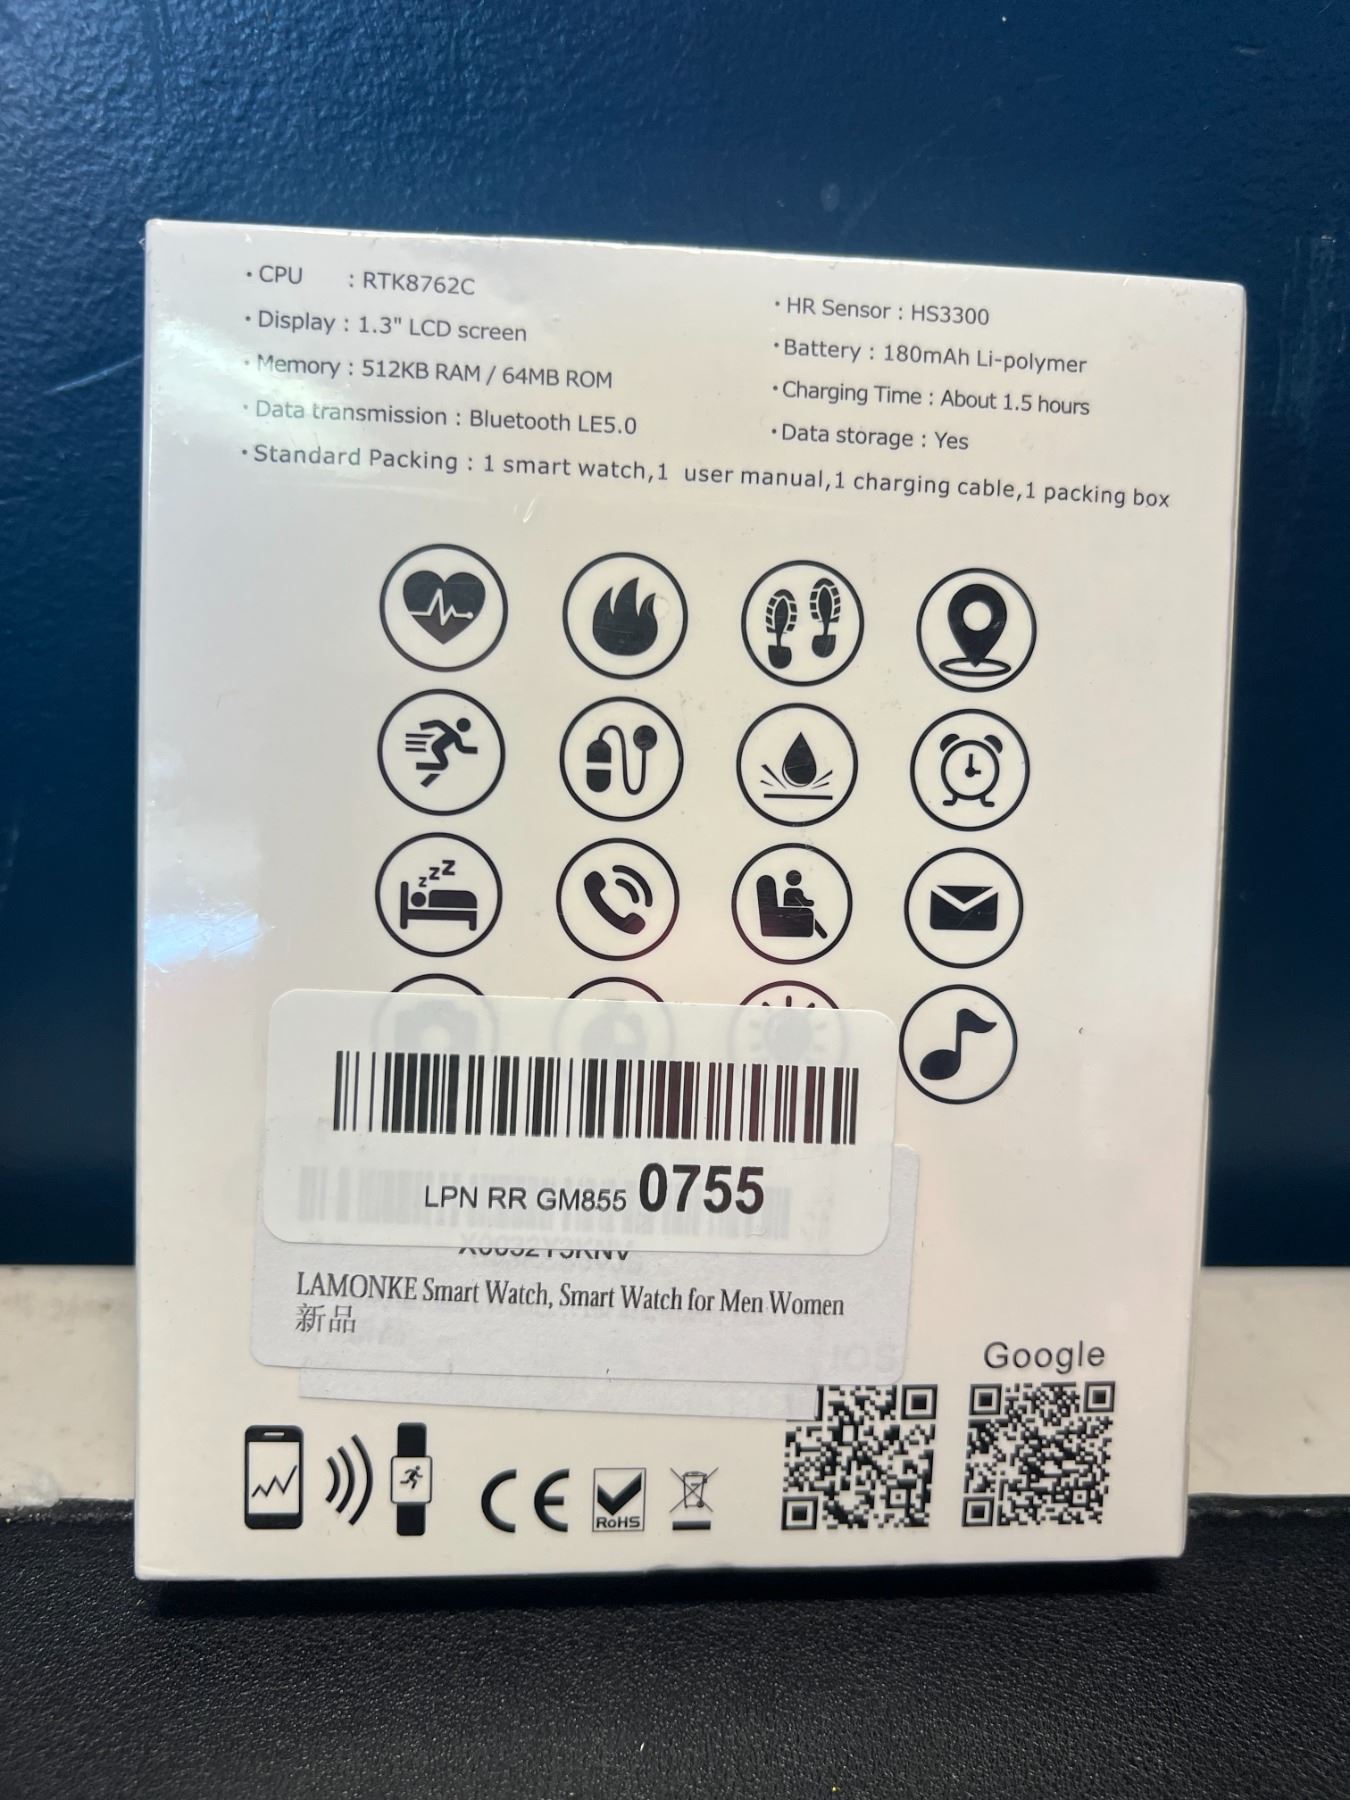 · CPU : RTK8762C
· Display : 1.3" LCD screen
· Memory : 512KB RAM / 64MB ROM
· Data transmission : Bluetooth LE5.0
· HR Sensor : HS3300
· Battery : 180mAh Li-polymer
· Charging Time : About 1.5 hours
· Data storage : Yes
· Standard Packing : 1 smart watch,1 user manual,1 charging cable,1 packing box
zzZ
LPN RR GM855 0755
X0032Y3KNV
LAMONKE Smart Watch, Smart Watch for Men Women
新品
iOS
Google
CE
RoHS